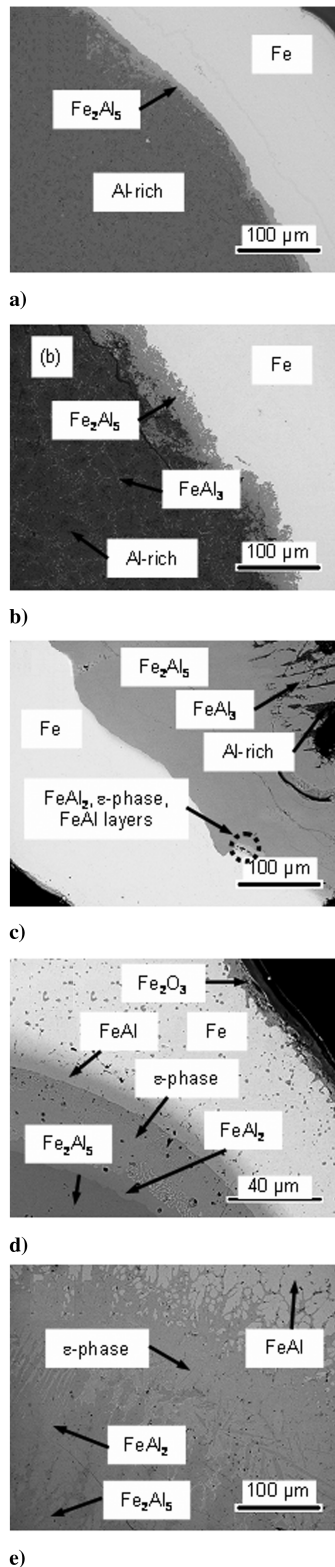 Fe
Fe₂Al₅
Al-rich
100 µm
a)
(b)
Fe
Fe₂Al₅
FeAl₃
Al-rich
100 µm
b)
Fe₂Al₅
FeAl₃
Fe
Al-rich
FeAl₂, ε-phase,
FeAl layers
100 µm
c)
Fe₂O₃
FeAl
Fe
ε-phase
Fe₂Al₅
FeAl₂
40 µm
d)
ε-phase
FeAl
FeAl₂
Fe₂Al₅
100 µm
e)